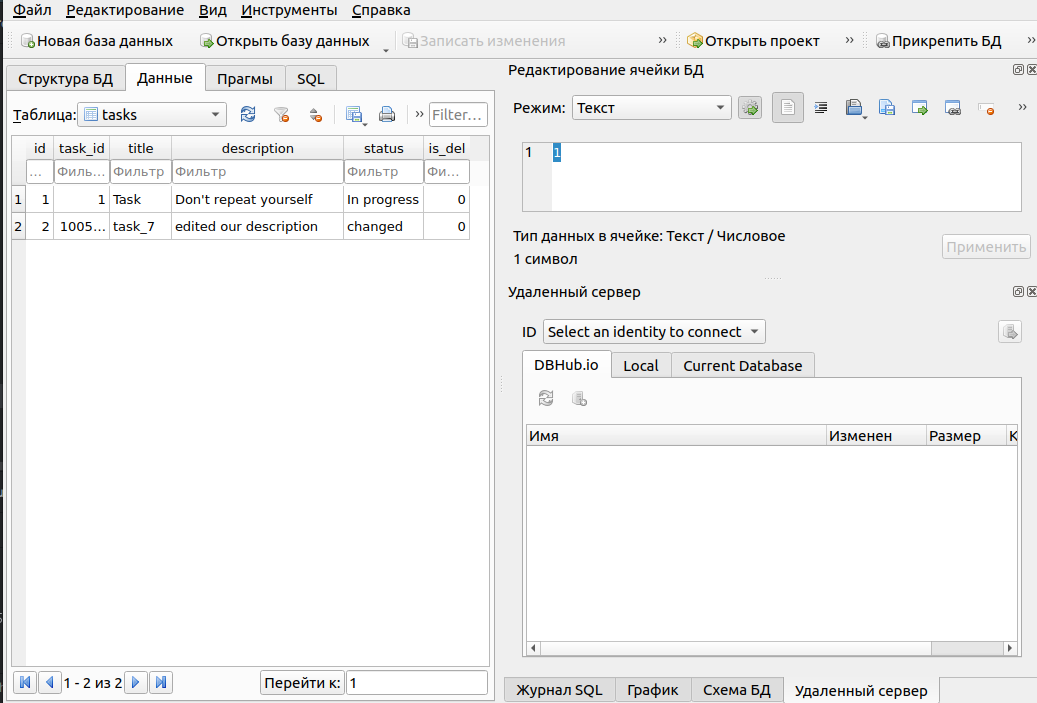 Файл Редактирование Вид Инструменты Справка
Новая база данных Открыть базу данных Записать изменения » Открыть проект » Прикрепить БД »
Структура БД Данные Прагмы SQL
Таблица: tasks » Filter...
id task_id title description status is_del
... Филь... Фильтр Фильтр Фильтр Фи...
1 1 1 Task Don't repeat yourself In progress 0
2 2 1005... task_7 edited our description changed 0
1 - 2 из 2 Перейти к: 1
Редактирование ячейки БД
Режим: Текст »
1 1
Тип данных в ячейке: Текст / Числовое
1 символ
Применить
Удаленный сервер
ID Select an identity to connect
DBHub.io Local Current Database
Имя Изменен Размер К
Журнал SQL График Схема БД Удаленный сервер